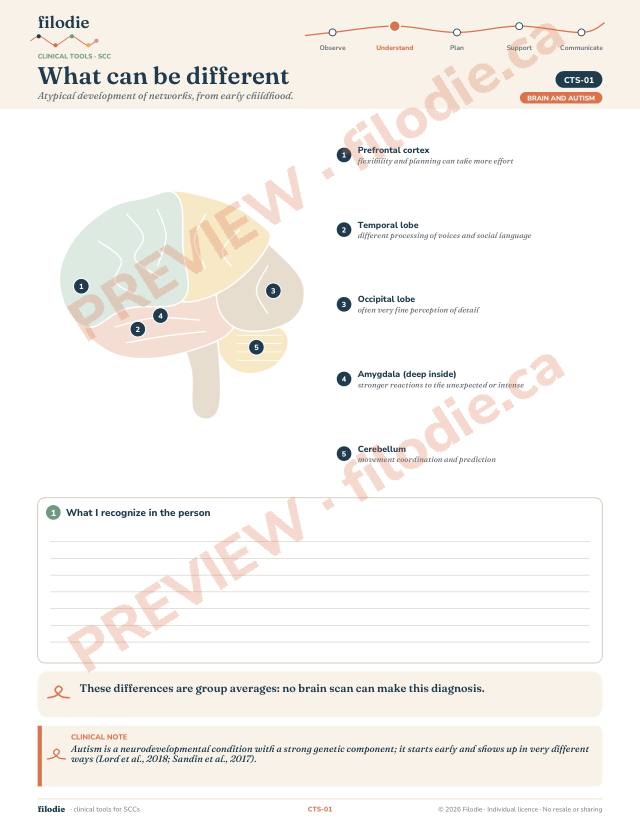 filodie
CLINICAL TOOLS · SCC
Observe
Understand
Plan
Support
Communicate
What can be different
Atypical development of networks, from early childhood.
CTS-01
BRAIN AND AUTISM
1 Prefrontal cortex
flexibility and planning can take more effort
2 Temporal lobe
different processing of voices and social language
3 Occipital lobe
often very fine perception of detail
4 Amygdala (deep inside)
stronger reactions to the unexpected or intense
5 Cerebellum
movement coordination and prediction
1
2
4
3
5
PREVIEW · filodie.ca
PREVIEW · filodie.ca
1 What I recognize in the person
These differences are group averages: no brain scan can make this diagnosis.
CLINICAL NOTE
Autism is a neurodevelopmental condition with a strong genetic component; it starts early and shows up in very different
ways (Lord et al., 2018; Sandin et al., 2017).
filodie · clinical tools for SCCs
CTS-01
© 2026 Filodie · Individual licence · No resale or sharing